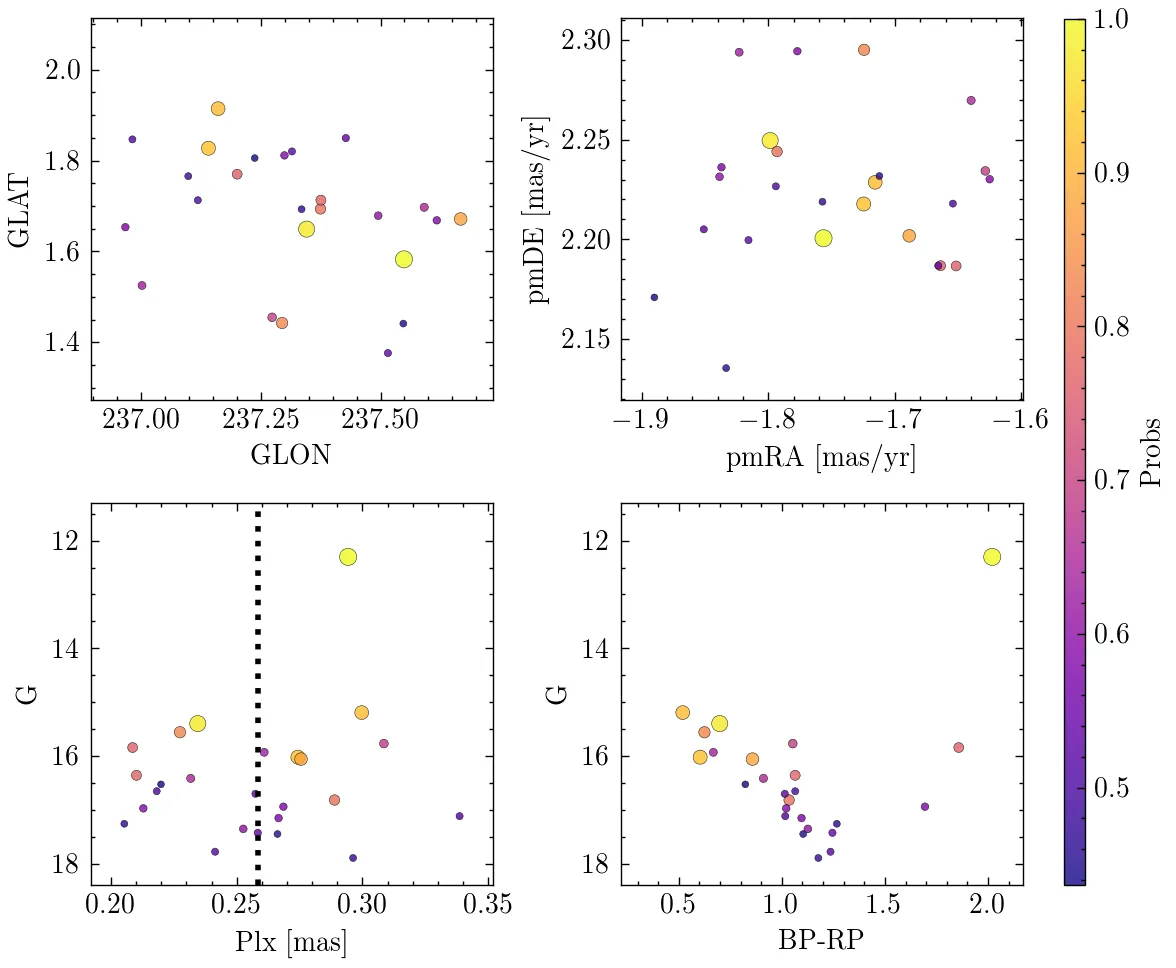 2.0
1.8
1.6
1.4
GLAT
237.00 237.25 237.50
GLON
2.30
2.25
2.20
2.15
pmDE [mas/yr]
−1.9 −1.8 −1.7 −1.6
pmRA [mas/yr]
12
14
16
18
G
0.20 0.25 0.30 0.35
Plx [mas]
12
14
16
18
G
0.5 1.0 1.5 2.0
BP-RP
1.0
0.9
0.8
0.7
0.6
0.5
Probs